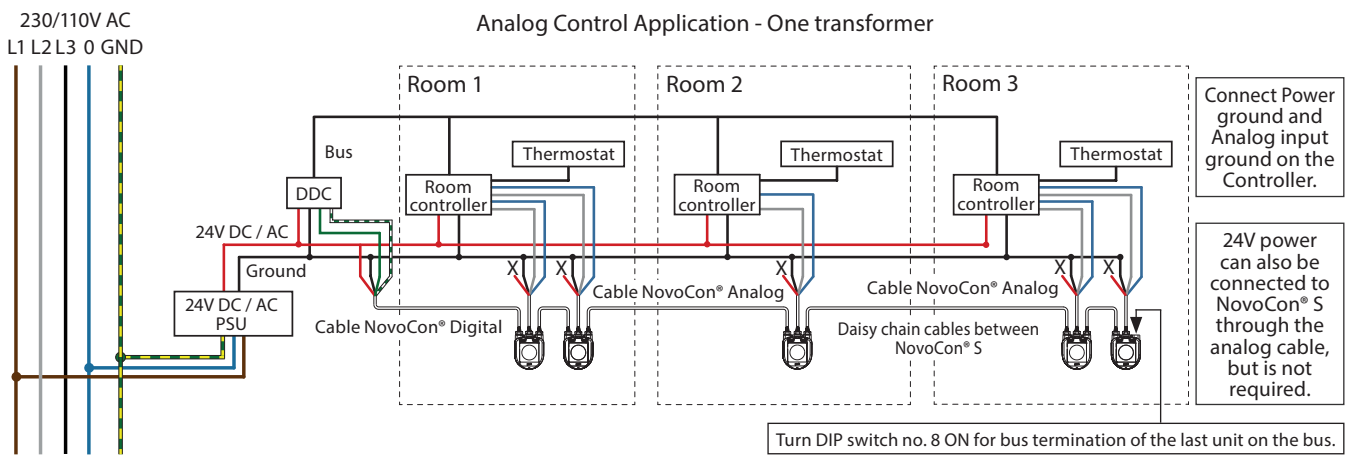 230/110V AC
L1 L2 L3 0 GND
Analog Control Application - One transformer
Room 1
Room 2
Room 3
Bus
Thermostat
Thermostat
Thermostat
DDC
Room
controller
Room
controller
Room
controller
24V DC / AC
Ground
X
X
X
X
X
24V DC / AC
PSU
Cable NovoCon® Digital
Cable NovoCon® Analog
Cable NovoCon® Analog
Daisy chain cables between
NovoCon® S
Connect Power
ground and
Analog input
ground on the
Controller.
24V power
can also be
connected to
NovoCon® S
through the
analog cable,
but is not
required.
Turn DIP switch no. 8 ON for bus termination of the last unit on the bus.